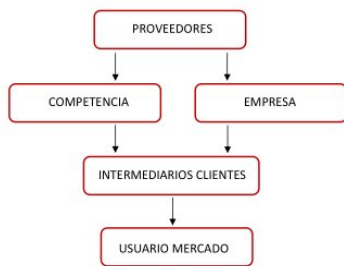 PROVEEDORES
COMPETENCIA
EMPRESA
INTERMEDIARIOS CLIENTES
USUARIO MERCADO